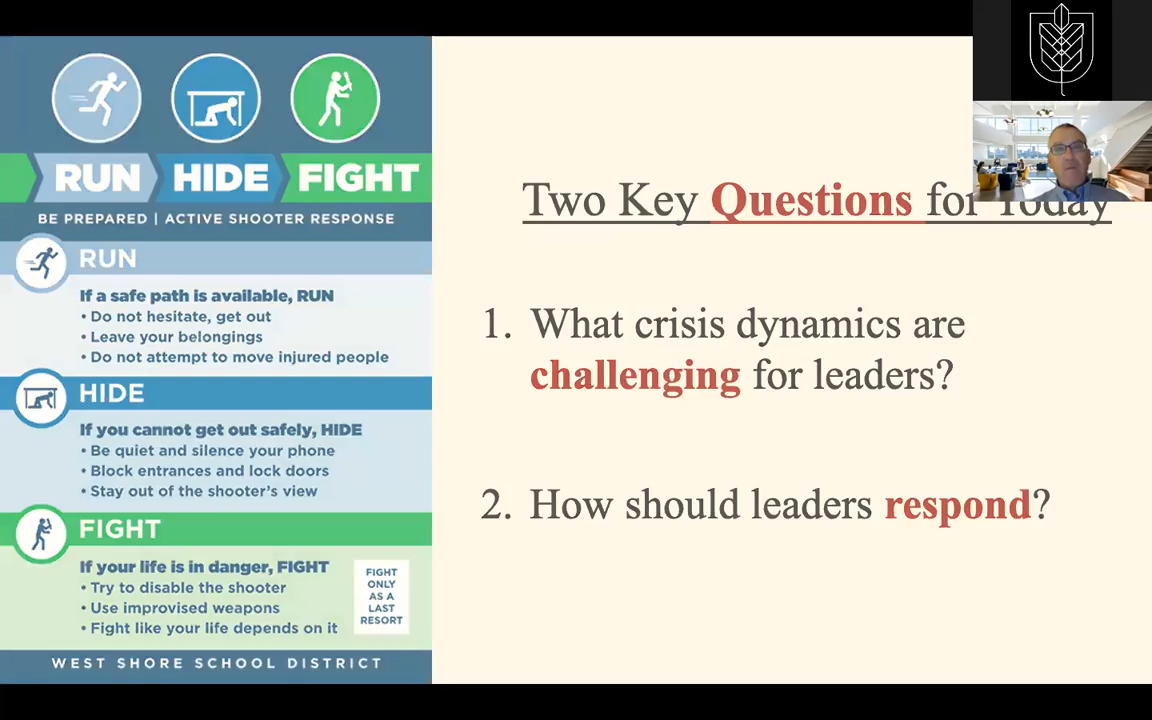 RUN HIDE FIGHT
BE PREPARED | ACTIVE SHOOTER RESPONSE
RUN
If a safe path is available, RUN
• Do not hesitate, get out
• Leave your belongings
• Do not attempt to move injured people
HIDE
If you cannot get out safely, HIDE
• Be quiet and silence your phone
• Block entrances and lock doors
• Stay out of the shooter's view
FIGHT
If your life is in danger, FIGHT
• Try to disable the shooter
• Use improvised weapons
• Fight like your life depends on it
FIGHT
ONLY
AS A
LAST
RESORT
WEST SHORE SCHOOL DISTRICT
Two Key Questions for Today
1. What crisis dynamics are
challenging for leaders?
2. How should leaders respond?